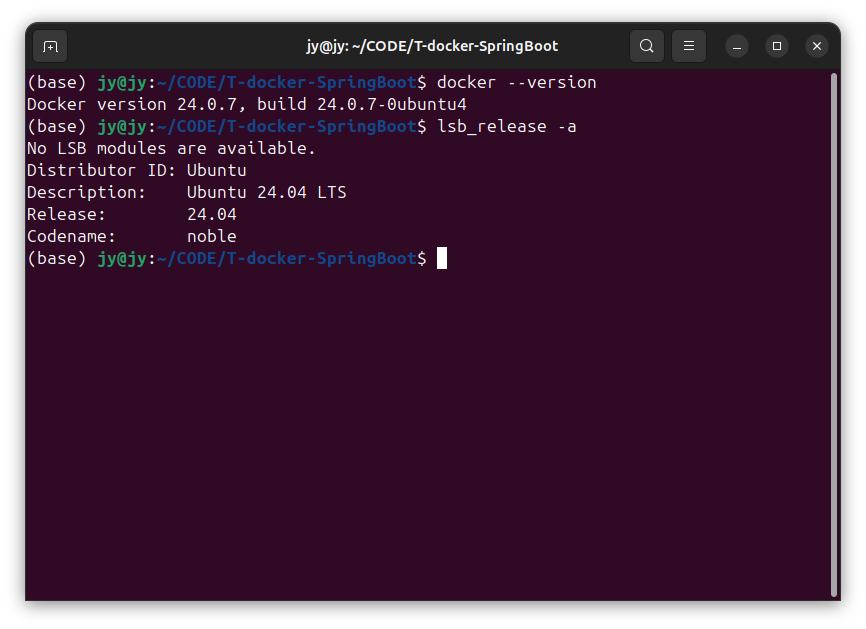 jy@jy: ~/CODE/T-docker-SpringBoot
(base) jy@jy:~/CODE/T-docker-SpringBoot$ docker --version
Docker version 24.0.7, build 24.0.7-0ubuntu4
(base) jy@jy:~/CODE/T-docker-SpringBoot$ lsb_release -a
No LSB modules are available.
Distributor ID: Ubuntu
Description:    Ubuntu 24.04 LTS
Release:        24.04
Codename:       noble
(base) jy@jy:~/CODE/T-docker-SpringBoot$